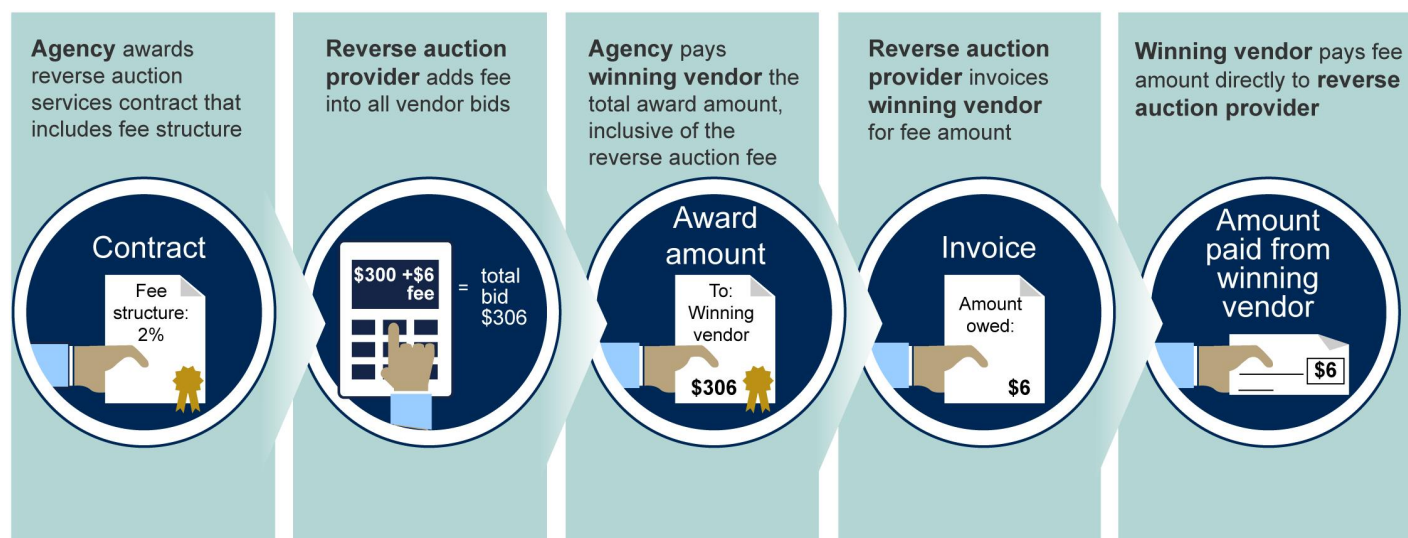 Agency awards
reverse auction
services contract that
includes fee structure
Contract
Fee
structure:
2%
Reverse auction
provider adds fee
into all vendor bids
$300 +$6
fee
=
total
bid
$306
Agency pays
winning vendor the
total award amount,
inclusive of the
reverse auction fee
Award
amount
To:
Winning
vendor
$306
Reverse auction
provider invoices
winning vendor
for fee amount
Invoice
Amount
owed:
$6
Winning vendor pays fee
amount directly to reverse
auction provider
Amount
paid from
winning
vendor
$6